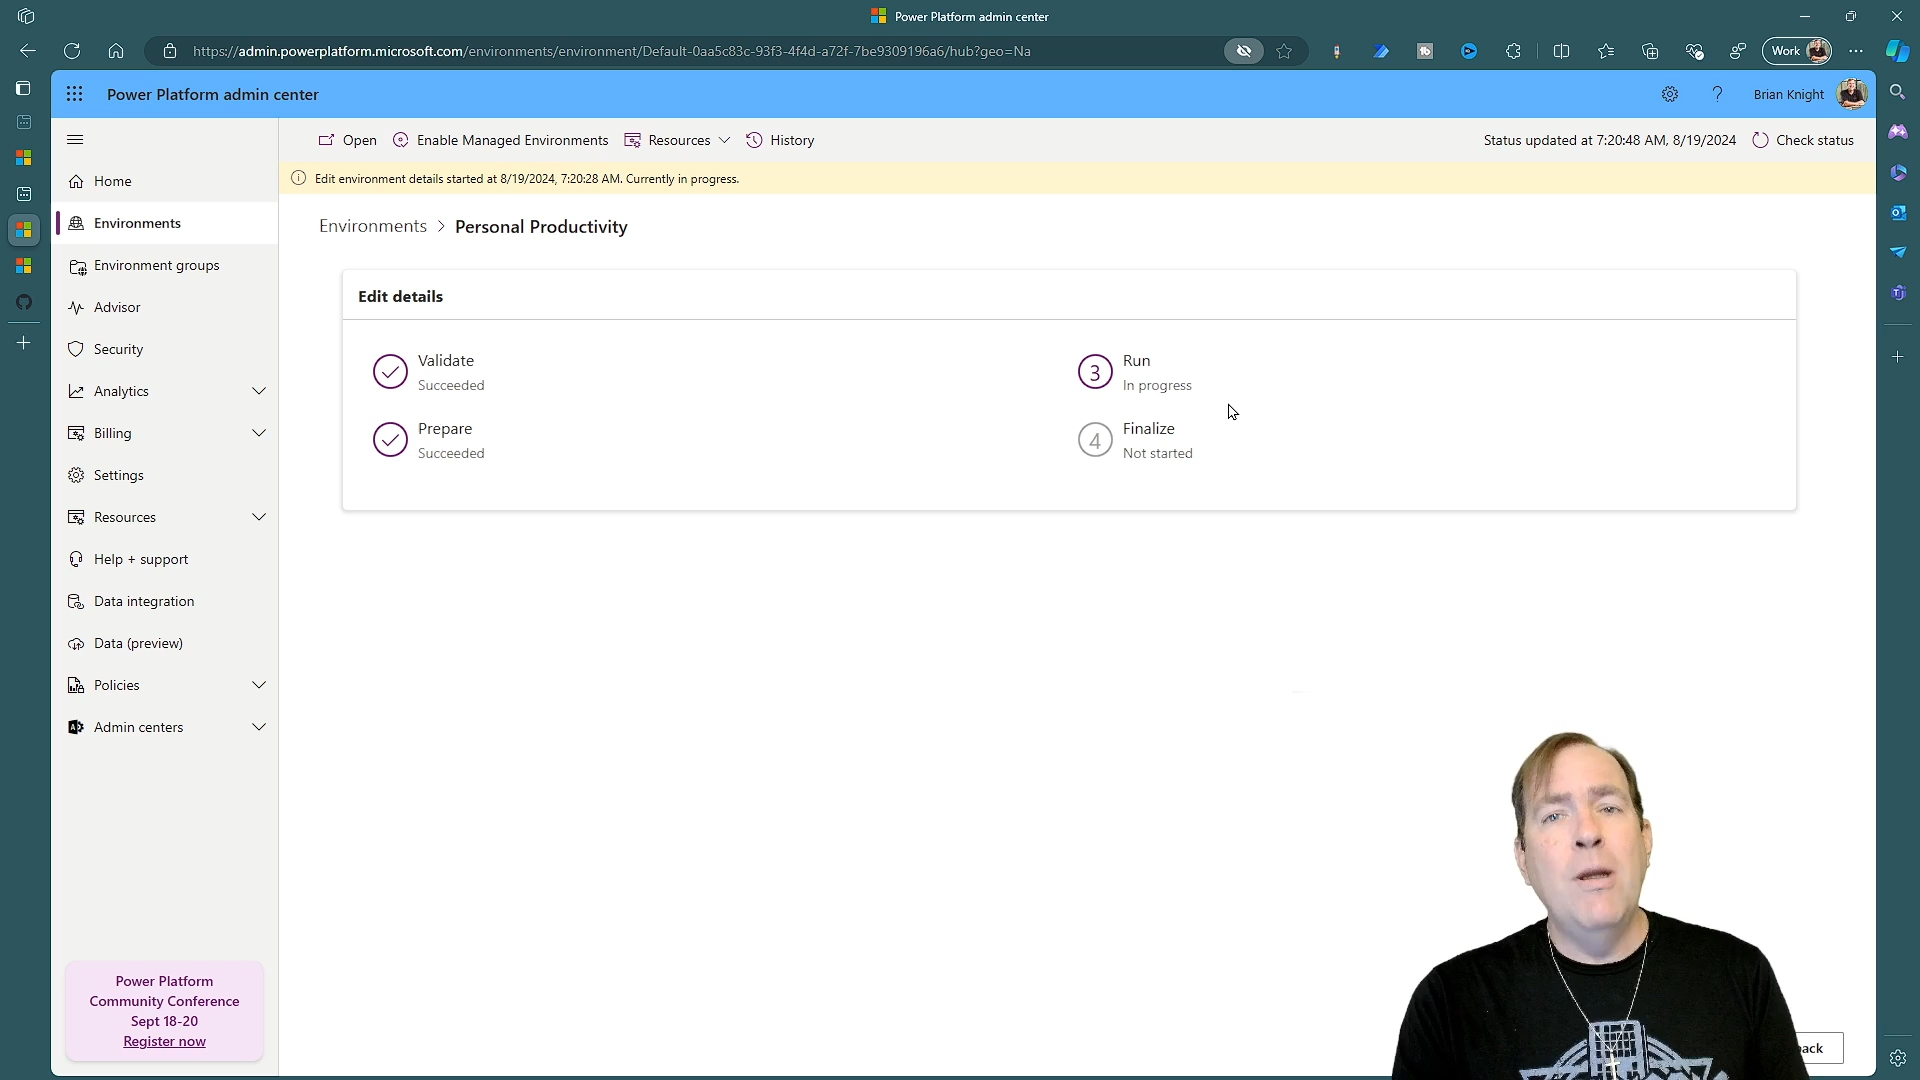 Power Platform admin center
https://admin.powerplatform.microsoft.com/environments/environment/Default-0aa5c83c-93f3-4f4d-a72f-7be9309196a6/hub?geo=Na
Work
Power Platform admin center
Brian Knight
Open
Enable Managed Environments
Resources
History
Status updated at 7:20:48 AM, 8/19/2024
Check status
Edit environment details started at 8/19/2024, 7:20:28 AM. Currently in progress.
Home
Environments
Environment groups
Advisor
Security
Analytics
Billing
Settings
Resources
Help + support
Data integration
Data (preview)
Policies
Admin centers
Power Platform
Community Conference
Sept 18-20
Register now
Environments > Personal Productivity
Edit details
Validate
Succeeded
Prepare
Succeeded
3
Run
In progress
4
Finalize
Not started